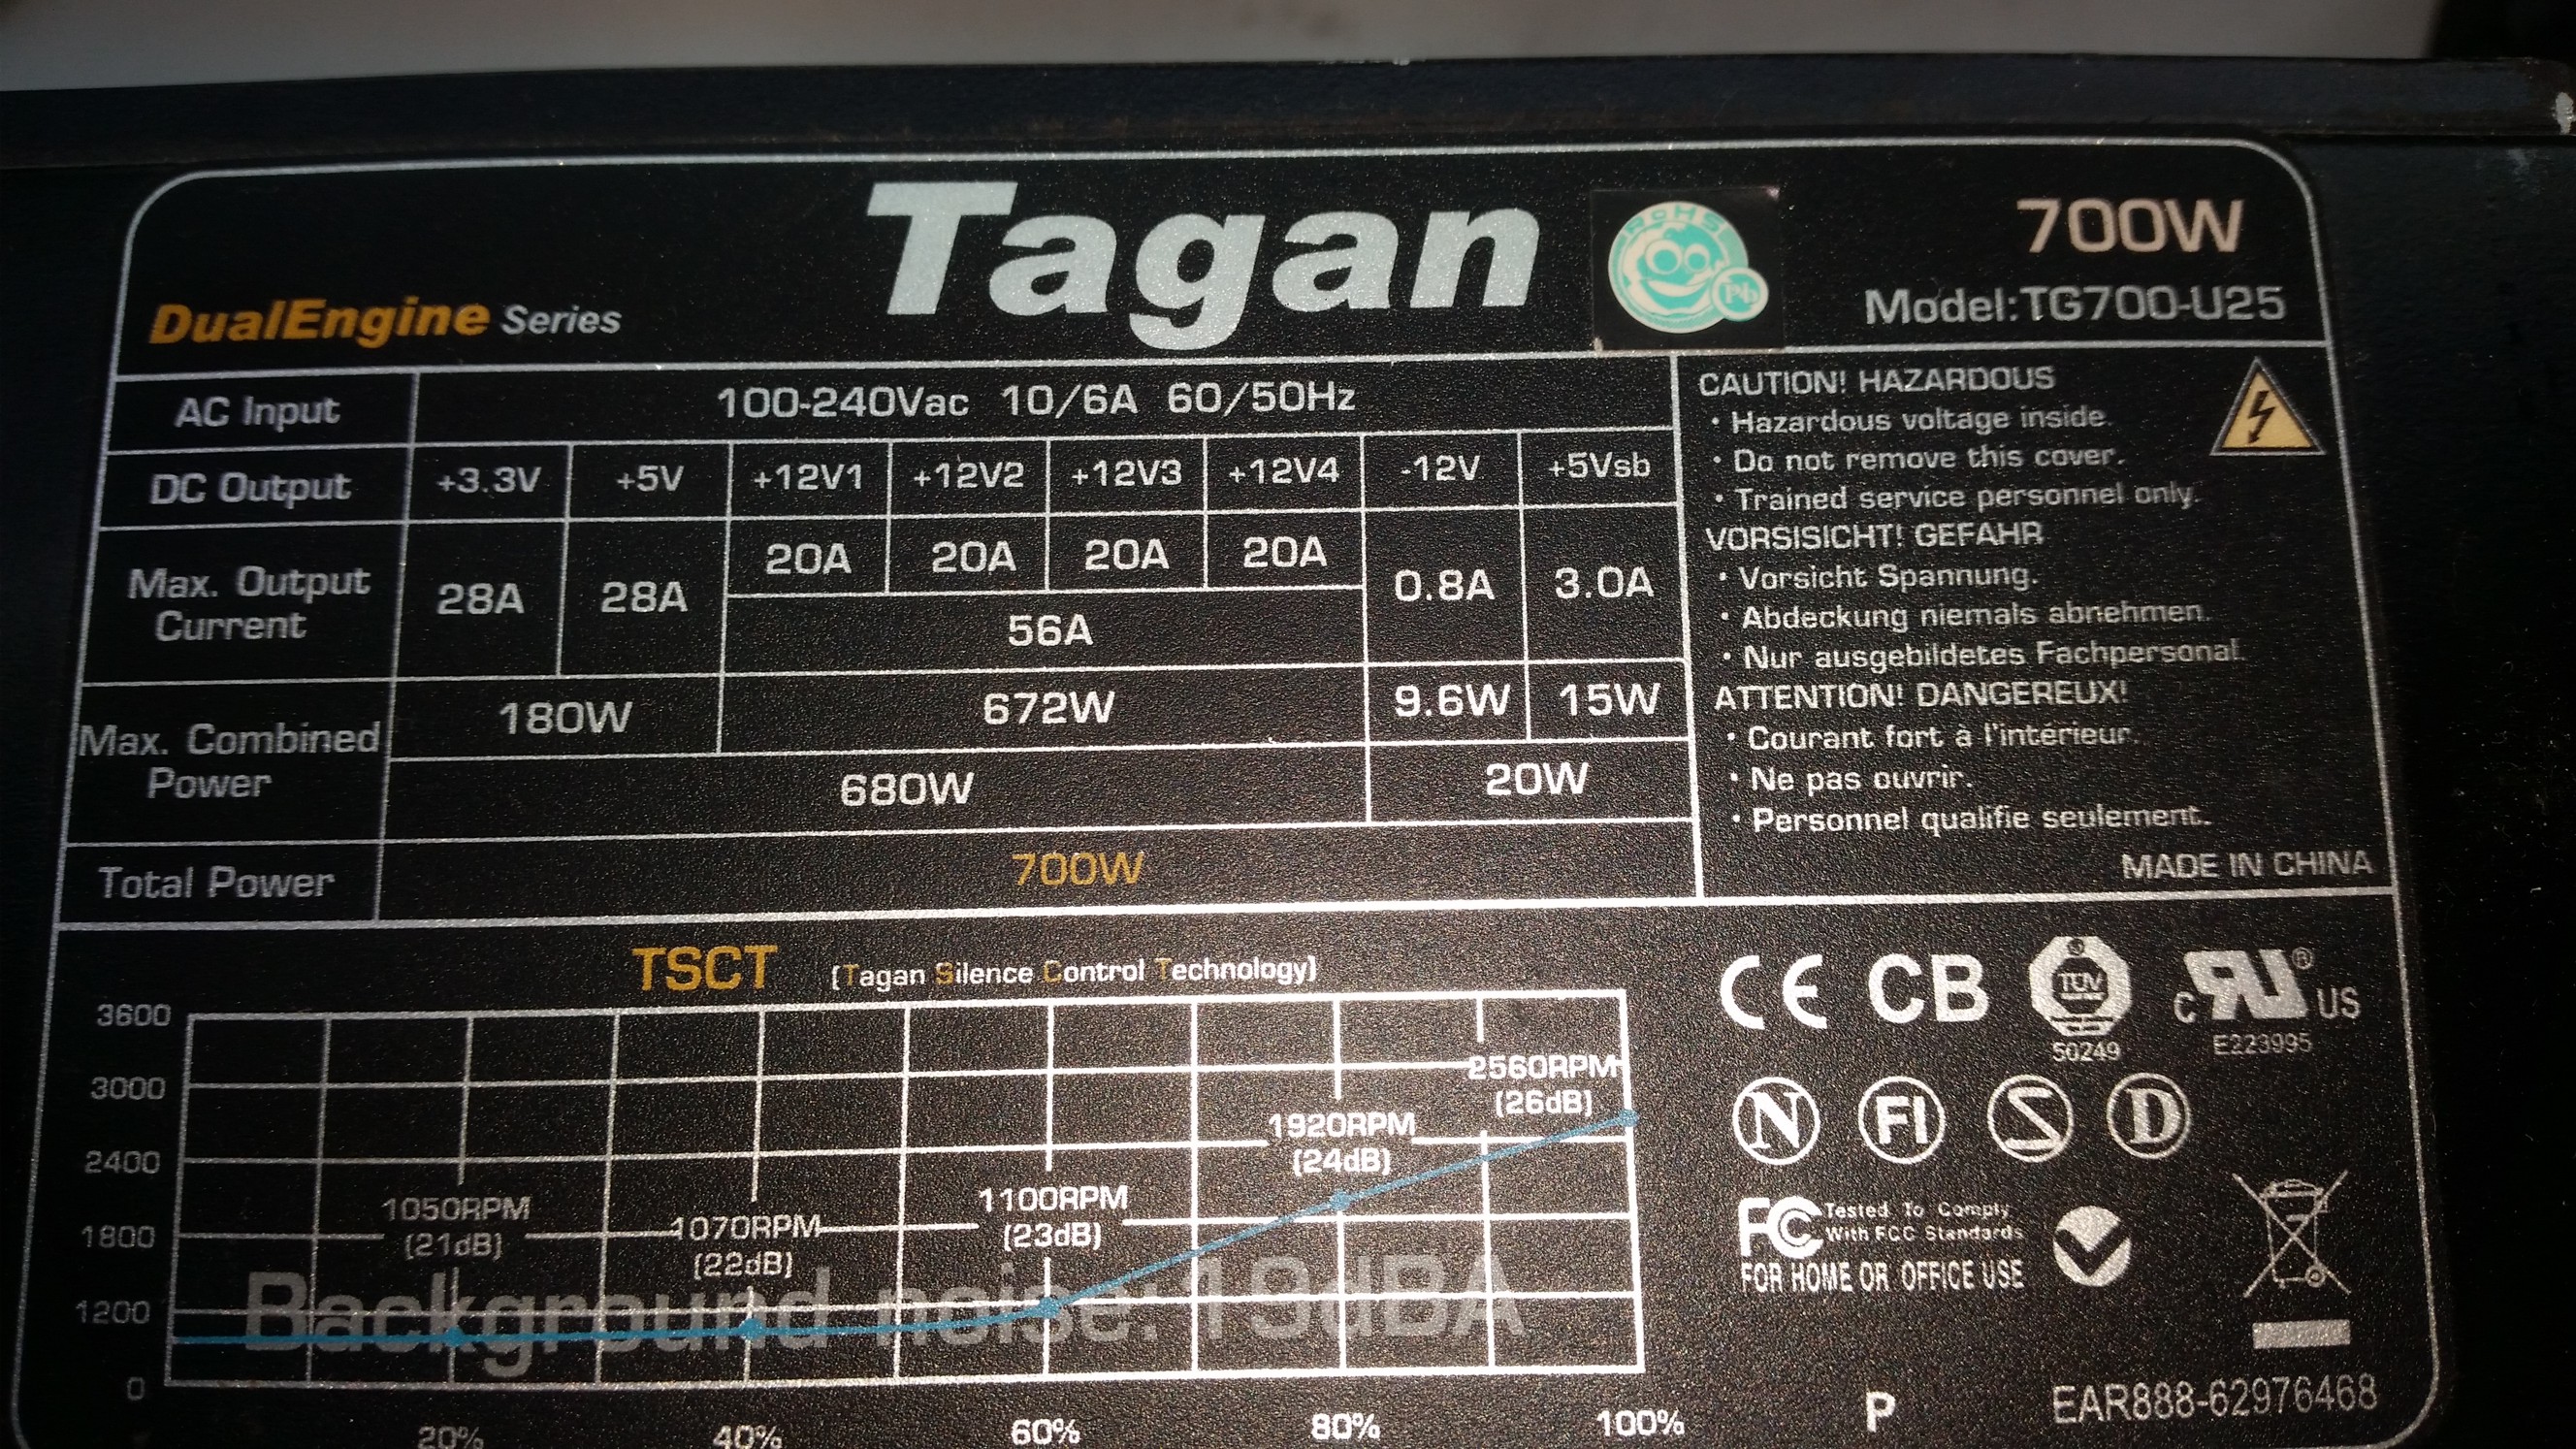 Tagan
RoHS
Pb
700W
DualEngine Series
Model:TG700-U25
AC Input 100-240Vac 10/6A 60/50Hz
DC Output +3.3V +5V +12V1 +12V2 +12V3 +12V4 -12V +5Vsb
Max. Output Current 28A 28A 20A 20A 20A 20A 0.8A 3.0A
56A
Max. Combined Power 180W 672W 9.6W 15W
680W 20W
Total Power 700W
CAUTION! HAZARDOUS
· Hazardous voltage inside.
· Do not remove this cover.
· Trained service personnel only.
VORSISICHT! GEFAHR
· Vorsicht Spannung.
· Abdeckung niemals abnehmen.
· Nur ausgebildetes Fachpersonal.
ATTENTION! DANGEREUX!
· Courant fort à l'intérieur.
· Ne pas ouvrir.
· Personnel qualifie seulement.
MADE IN CHINA
TSCT (Tagan Silence Control Technology)
3600
3000
2400
1800
1200
0
1050RPM
(21dB)
1070RPM
(22dB)
1100RPM
(23dB)
1920RPM
(24dB)
2560RPM
(26dB)
Background noise: 19dBA
20% 40% 60% 80% 100%
CE CB TÜV c RU ® US
S0249 E223995
N FI S D
FC Tested To Comply
With FCC Standards
FOR HOME OR OFFICE USE
P EAR888-62976468